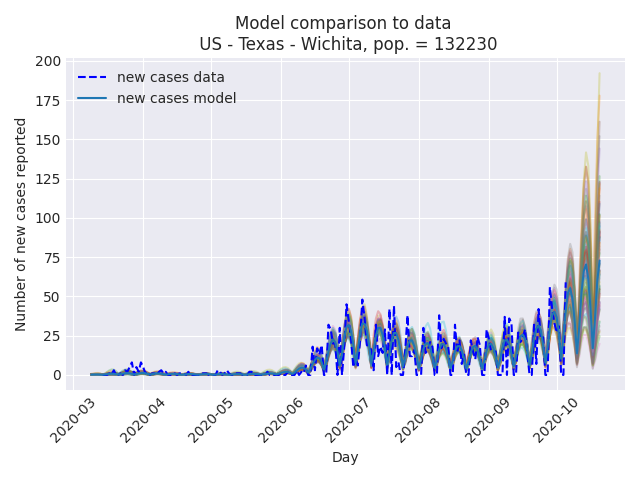 Model comparison to data
US - Texas - Wichita, pop. = 132230
200
175
150
125
100
75
50
25
0
Number of new cases reported
new cases data
new cases model
2020-03
2020-04
2020-05
2020-06
2020-07
2020-08
2020-09
2020-10
Day